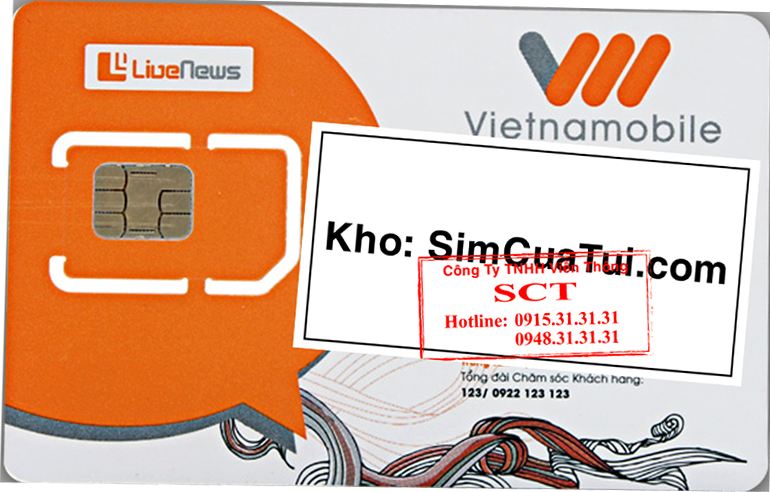 LiveNews
Vietnamobile
Kho: SimCuaTui.com
Công Ty TNHH Viễn Thông
SCT
Hotline: 0915.31.31.31
0948.31.31.31
Tổng đài Chăm sóc Khách hàng:
123/ 0922 123 123